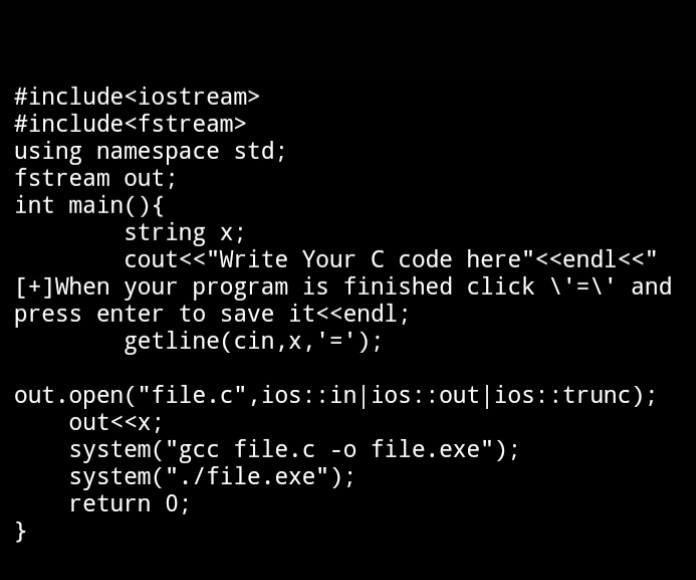 #include<iostream>
#include<fstream>
using namespace std;
fstream out;
int main(){
        string x;
        cout<<"Write Your C code here"<<endl<<"
[+]When your program is finished click \'=\' and
press enter to save it<<endl;
        getline(cin,x,'=');

out.open("file.c",ios::in|ios::out|ios::trunc);
    out<<x;
    system("gcc file.c -o file.exe");
    system("./file.exe");
    return 0;
}